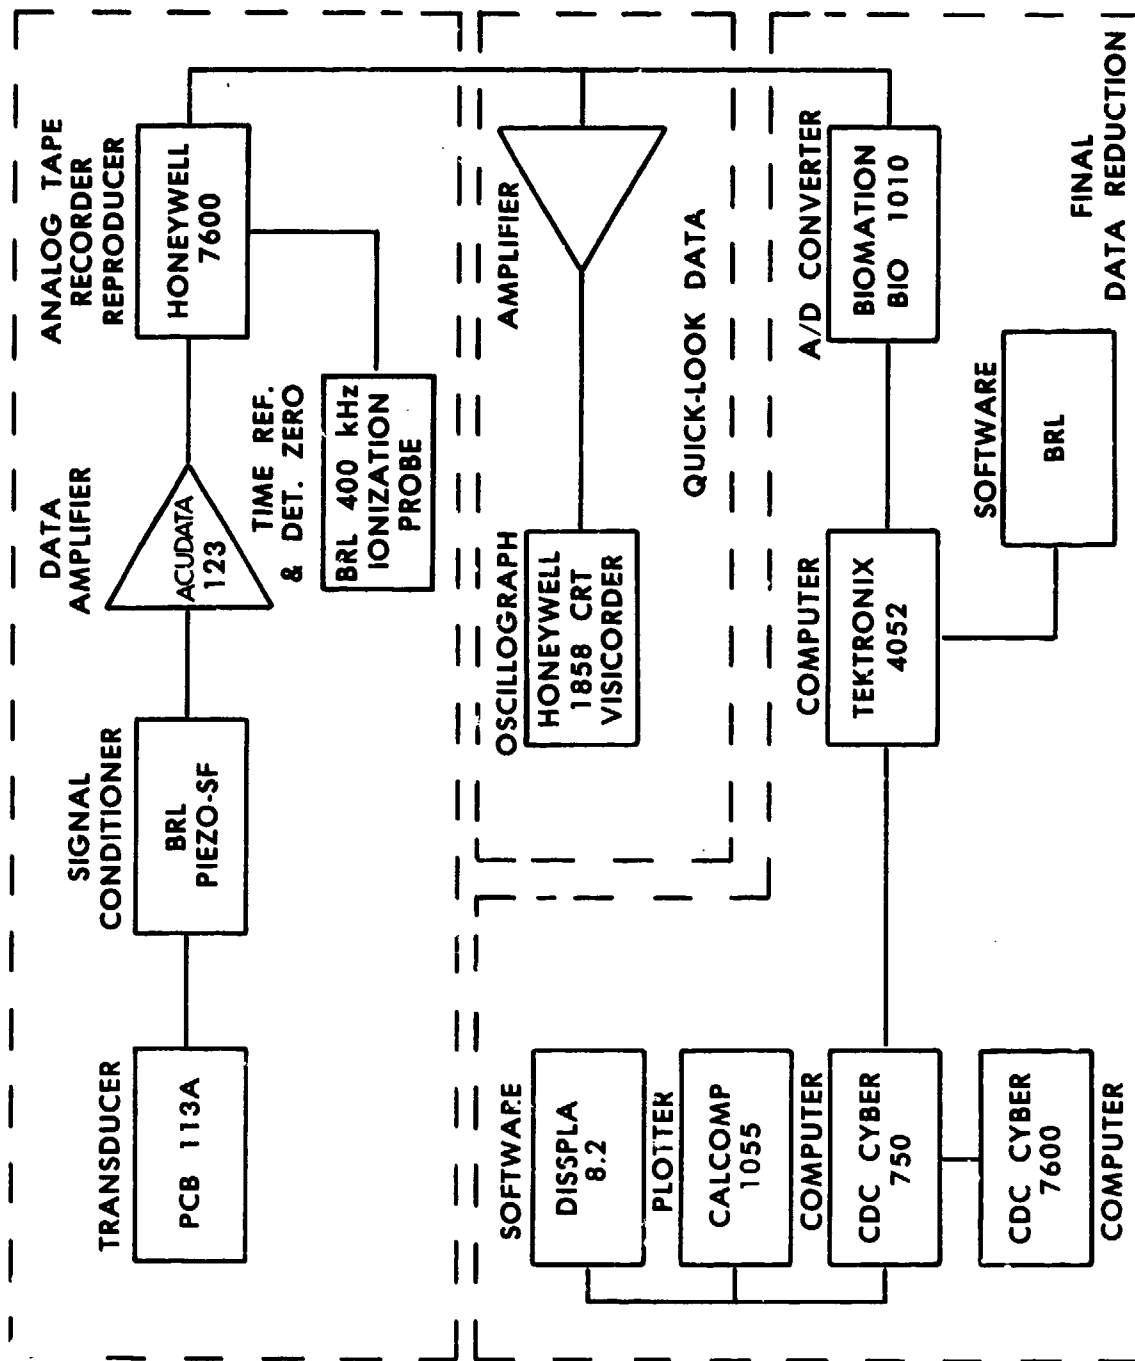 TRANSDUCER
PCB 113A
SIGNAL
CONDITIONER
BRL
PIEZO-SF
DATA
AMPLIFIER
ACUDATA
123
ANALOG TAPE
RECORDER
REPRODUCER
HONEYWELL
7600
TIME REF.
& DET. ZERO
BRL 400 kHz
IONIZATION
PROBE
OSCILLOGRAPH
HONEYWELL
1858 CRT
VISICORDER
AMPLIFIER
QUICK-LOOK DATA
SOFTWARE
DISSPLA
8.2
PLOTTER
CALCOMP
1055
COMPUTER
CDC CYBER
750
CDC CYBER
7600
COMPUTER
COMPUTER
TEKTRONIX
4052
A/D CONVERTER
BIOMATION
BIO 1010
SOFTWARE
BRL
FINAL
DATA REDUCTION